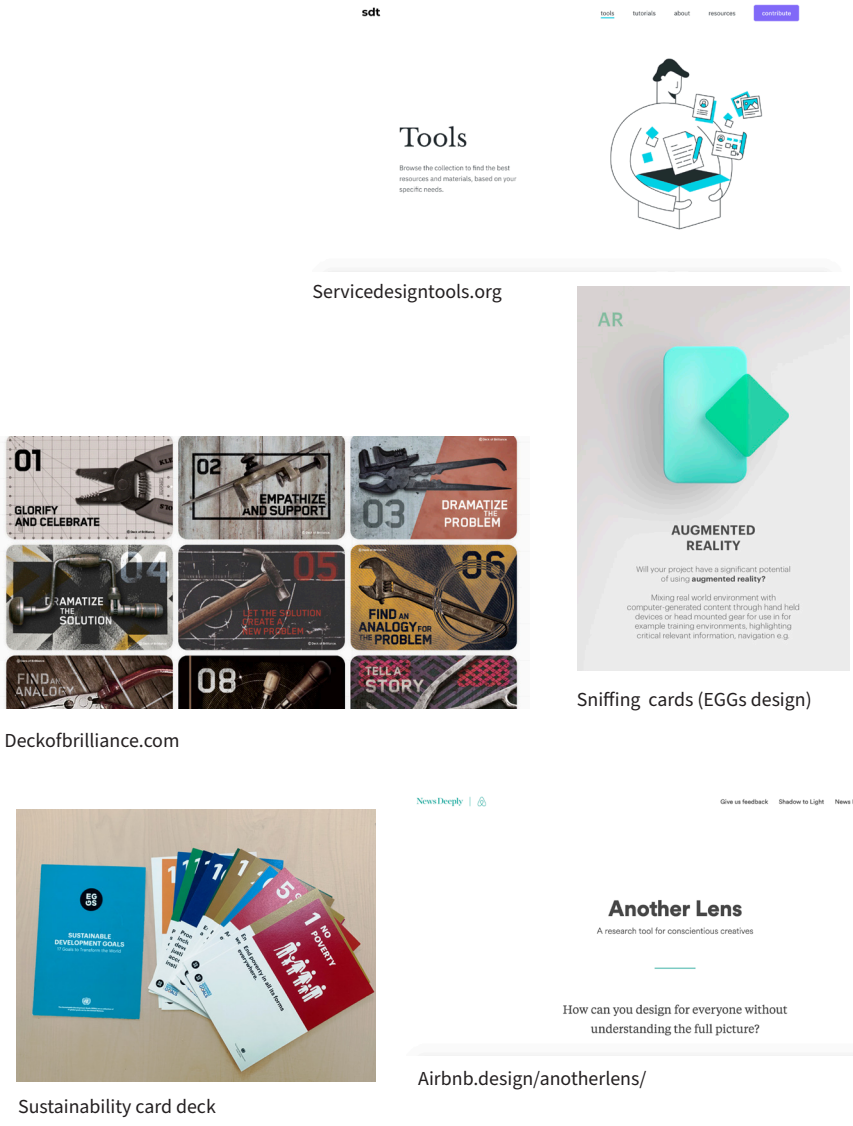 sdt
tools tutorials about resources contribute
Tools
Browse the collection to find the best
resources and materials, based on your
specific needs.
Servicedesigntools.org
AR
AUGMENTED
REALITY
Will your project have a significant potential
of using augmented reality?
Mixing real world environment with
computer-generated content through hand held
devices or head mounted gear for use in for
example training environments, highlighting
critical relevant information, navigation e.g.
Sniffing cards (EGGs design)
01
GLORIFY
AND CELEBRATE
02
EMPATHIZE
AND SUPPORT
03
DRAMATIZE
THE
PROBLEM
04
DRAMATIZE
THE
SOLUTION
05
LET THE SOLUTION
CREATE A
NEW PROBLEM
06
FIND AN
ANALOGY FOR
THE PROBLEM
FIND AN
ANALOGY
08
TELL A
STORY
Deckofbrilliance.com
EG
GS
SUSTAINABLE
DEVELOPMENT GOALS
17 Goals to Transform the World
1 NO
POVERTY
End poverty in all its forms
everywhere.
5
Sustainability card deck
News Deeply
Give us feedback Shadow to Light
Another Lens
A research tool for conscientious creatives
How can you design for everyone without
understanding the full picture?
Airbnb.design/anotherlens/